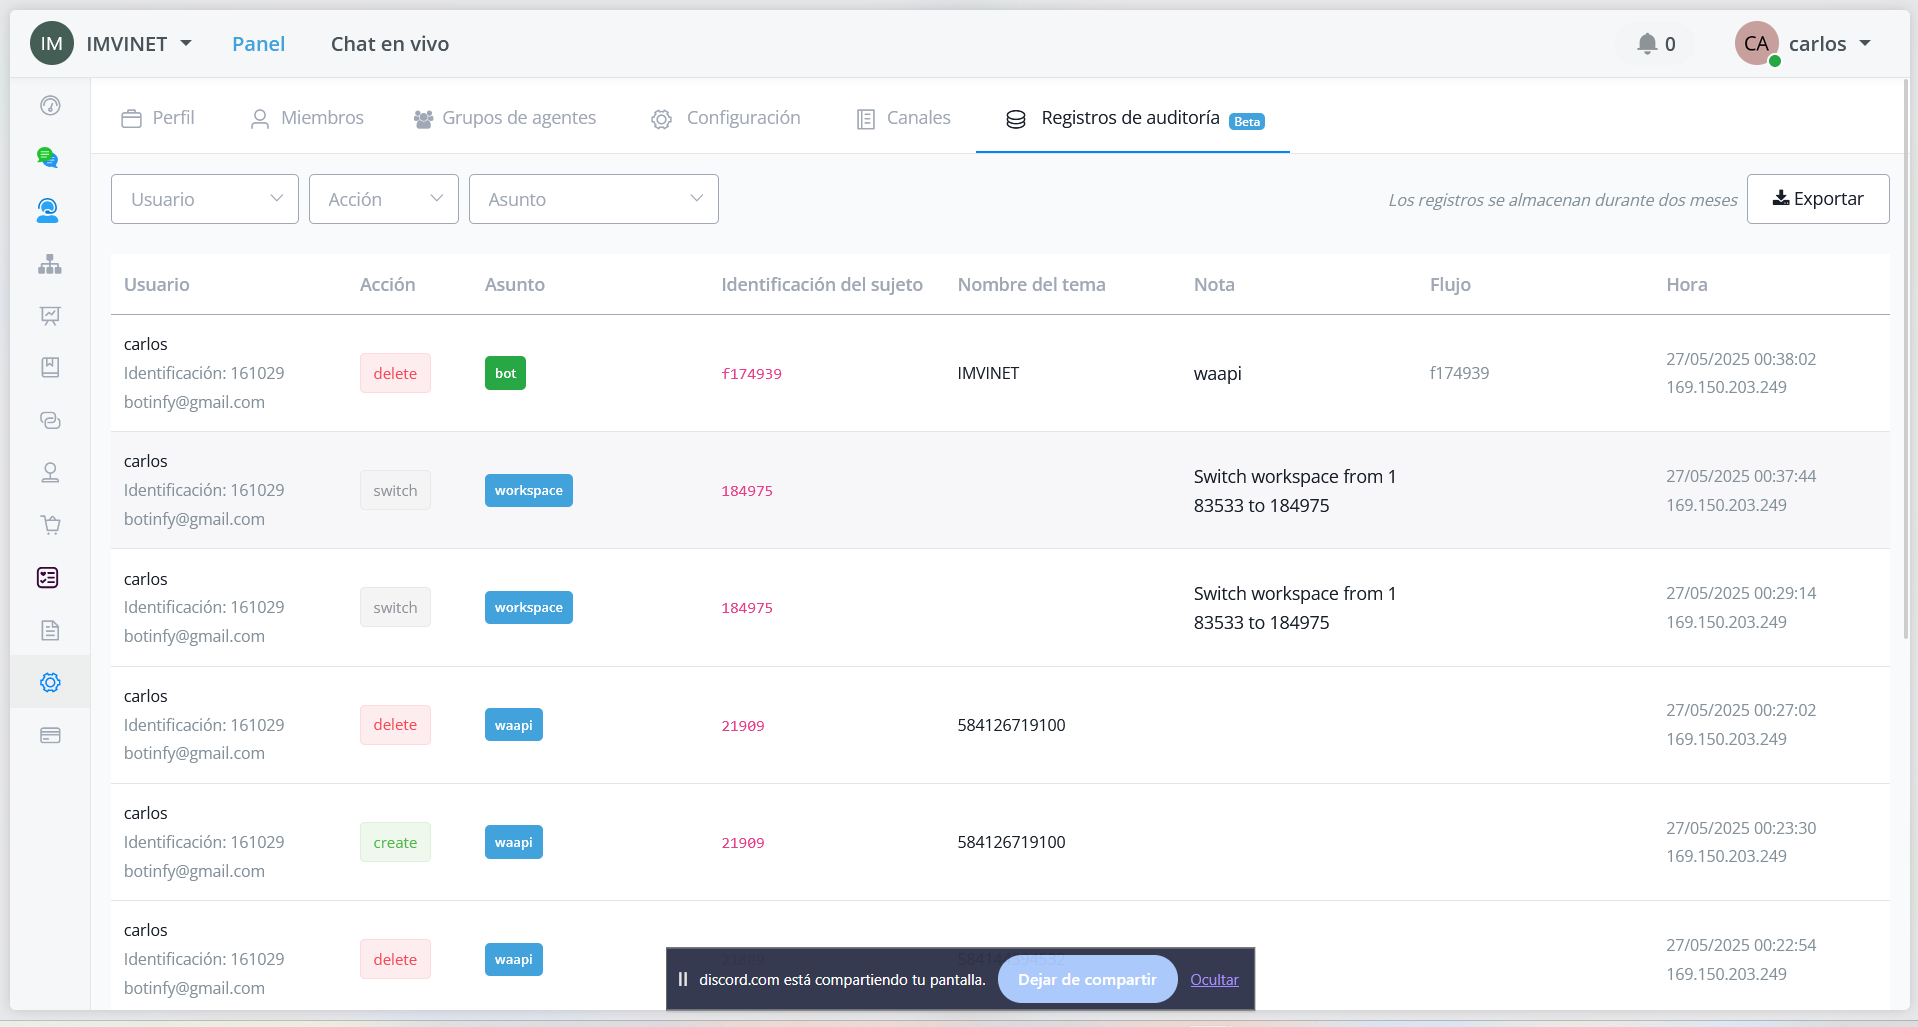 IM IMVINET Panel Chat en vivo 0 CA carlos
Perfil Miembros Grupos de agentes Configuración Canales Registros de auditoría Beta
Usuario Acción Asunto Los registros se almacenan durante dos meses Exportar
Usuario Acción Asunto Identificación del sujeto Nombre del tema Nota Flujo Hora
carlos
Identificación: 161029
botinfy@gmail.com
delete bot f174939 IMVINET waapi f174939
27/05/2025 00:38:02
169.150.203.249
carlos
Identificación: 161029
botinfy@gmail.com
switch workspace 184975
Switch workspace from 1
83533 to 184975
27/05/2025 00:37:44
169.150.203.249
carlos
Identificación: 161029
botinfy@gmail.com
switch workspace 184975
Switch workspace from 1
83533 to 184975
27/05/2025 00:29:14
169.150.203.249
carlos
Identificación: 161029
botinfy@gmail.com
delete waapi 21909 584126719100
27/05/2025 00:27:02
169.150.203.249
carlos
Identificación: 161029
botinfy@gmail.com
create waapi 21909 584126719100
27/05/2025 00:23:30
169.150.203.249
carlos
Identificación: 161029
botinfy@gmail.com
delete waapi
27/05/2025 00:22:54
169.150.203.249
discord.com está compartiendo tu pantalla. Dejar de compartir Ocultar